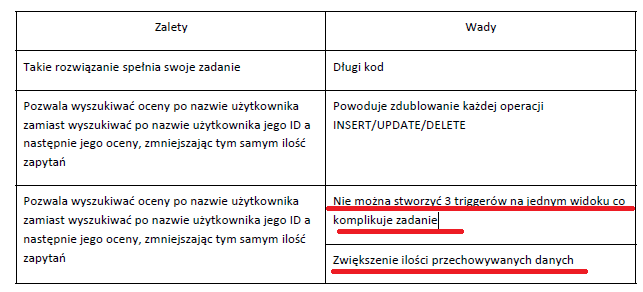 Zalety
Wady
Takie rozwiązanie spełnia swoje zadanie
Długi kod
Pozwala wyszukiwać oceny po nazwie użytkownika
zamiast wyszukiwać po nazwie użytkownika jego ID a
następnie jego oceny, zmniejszając tym samym ilość
zapytań
Powoduje zdublowanie każdej operacji
INSERT/UPDATE/DELETE
Pozwala wyszukiwać oceny po nazwie użytkownika
zamiast wyszukiwać po nazwie użytkownika jego ID a
następnie jego oceny, zmniejszając tym samym ilość
zapytań
Nie można stworzyć 3 triggerów na jednym widoku co
komplikuje zadanie
Zwiększenie ilości przechowywanych danych